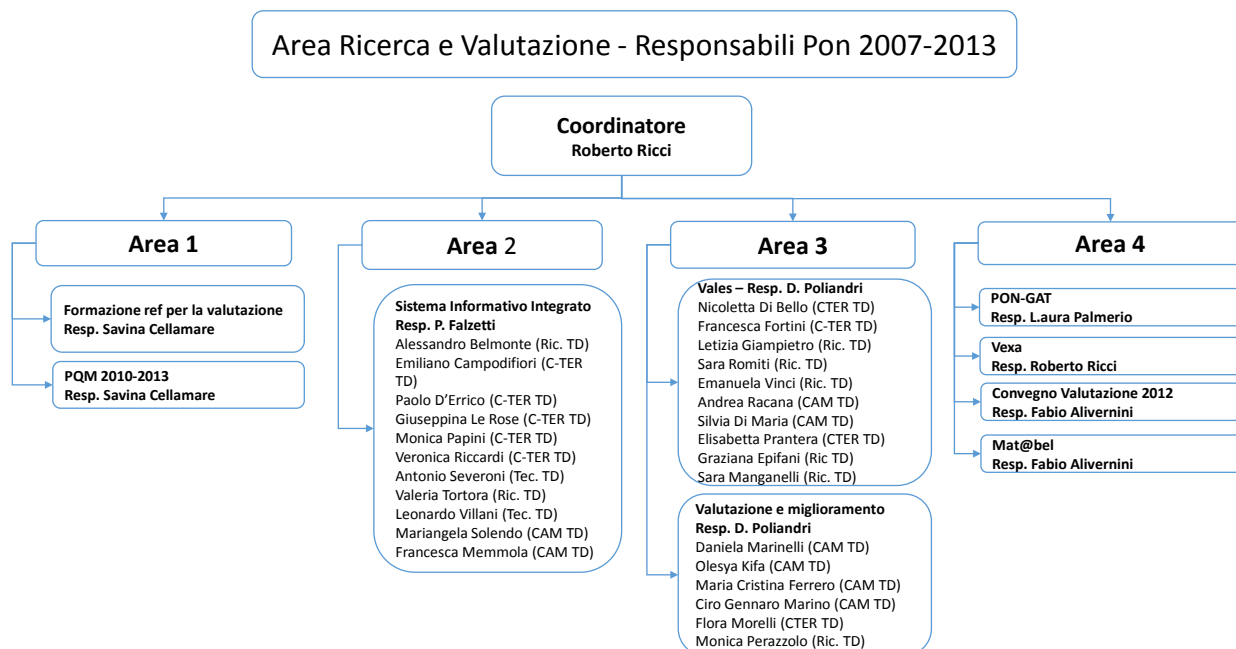 Area Ricerca e Valutazione - Responsabili Pon 2007-2013
Coordinatore
Roberto Ricci
Area 1
Formazione ref per la valutazione
Resp. Savina Cellamare
PQM 2010-2013
Resp. Savina Cellamare
Area 2
Sistema Informativo Integrato
Resp. P. Falzetti
Alessandro Belmonte (Ric. TD)
Emiliano Campodifiori (C-TER
TD)
Paolo D’Errico (C-TER TD)
Giuseppina Le Rose (C-TER TD)
Monica Papini (C-TER TD)
Veronica Riccardi (C-TER TD)
Antonio Severoni (Tec. TD)
Valeria Tortora (Ric. TD)
Leonardo Villani (Tec. TD)
Mariangela Solendo (CAM TD)
Francesca Memmola (CAM TD)
Area 3
Vales – Resp. D. Poliandri
Nicoletta Di Bello (CTER TD)
Francesca Fortini (C-TER TD)
Letizia Giampietro (Ric. TD)
Sara Romiti (Ric. TD)
Emanuela Vinci (Ric. TD)
Andrea Racana (CAM TD)
Silvia Di Maria (CAM TD)
Elisabetta Prantera (CTER TD)
Graziana Epifani (Ric TD)
Sara Manganelli (Ric. TD)
Valutazione e miglioramento
Resp. D. Poliandri
Daniela Marinelli (CAM TD)
Olesya Kifa (CAM TD)
Maria Cristina Ferrero (CAM TD)
Ciro Gennaro Marino (CAM TD)
Flora Morelli (CTER TD)
Monica Perazzolo (Ric. TD)
Area 4
PON-GAT
Resp. L.aura Palmerio
Vexa
Resp. Roberto Ricci
Convegno Valutazione 2012
Resp. Fabio Alivernini
Mat@bel
Resp. Fabio Alivernini